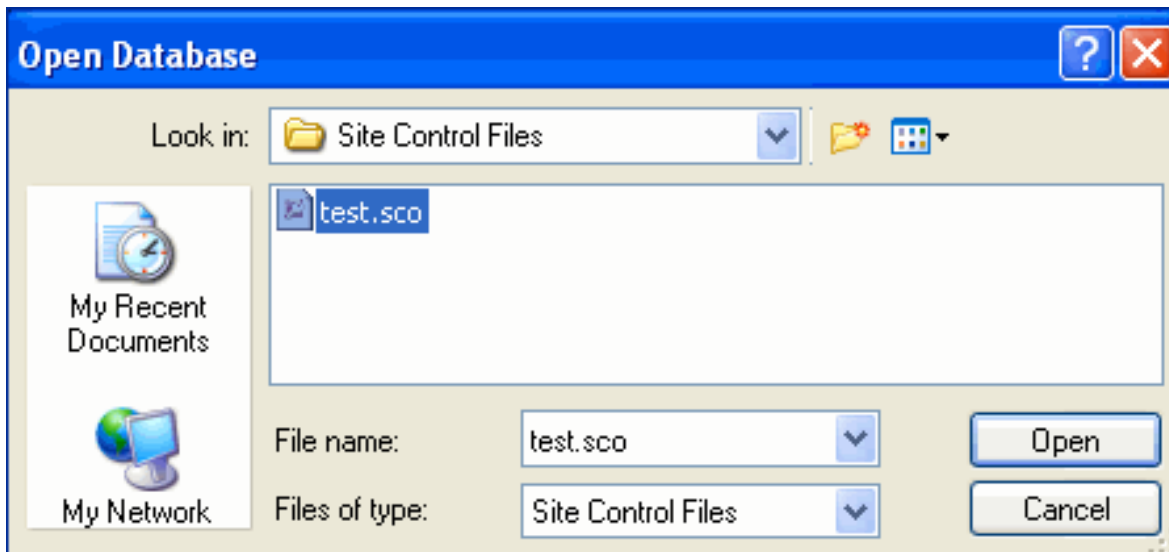 Open Database
Look in: Site Control Files
test.sco
My Recent
Documents
My Network
File name: test.sco
Open
Files of type: Site Control Files
Cancel